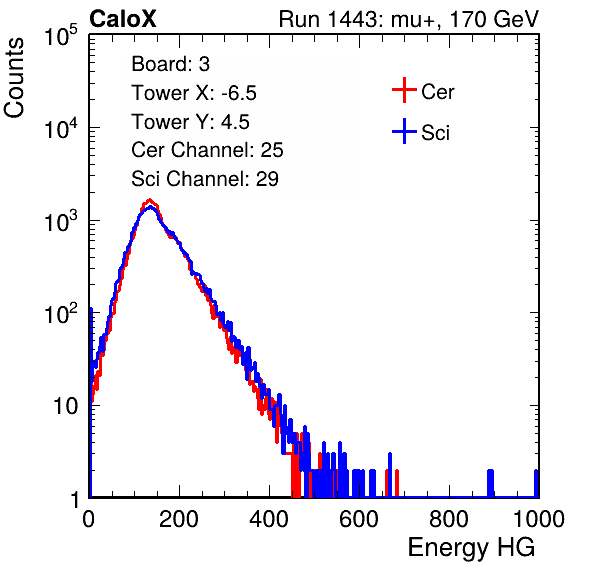 CaloX Run 1443: mu+, 170 GeV
Counts
Board: 3
Tower X: -6.5
Tower Y: 4.5
Cer Channel: 25
Sci Channel: 29
Cer
Sci
10^5
10^4
10^3
10^2
10
1
0 200 400 600 800 1000
Energy HG